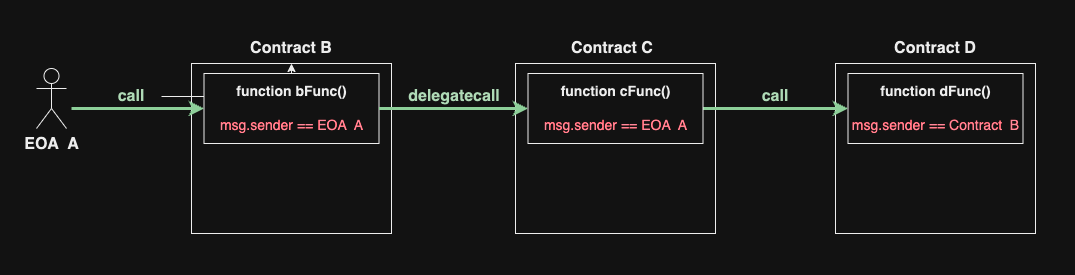 Contract B
Contract C
Contract D
call
function bFunc()
msg.sender == EOA A
delegatecall
function cFunc()
msg.sender == EOA A
call
function dFunc()
msg.sender == Contract B
EOA A